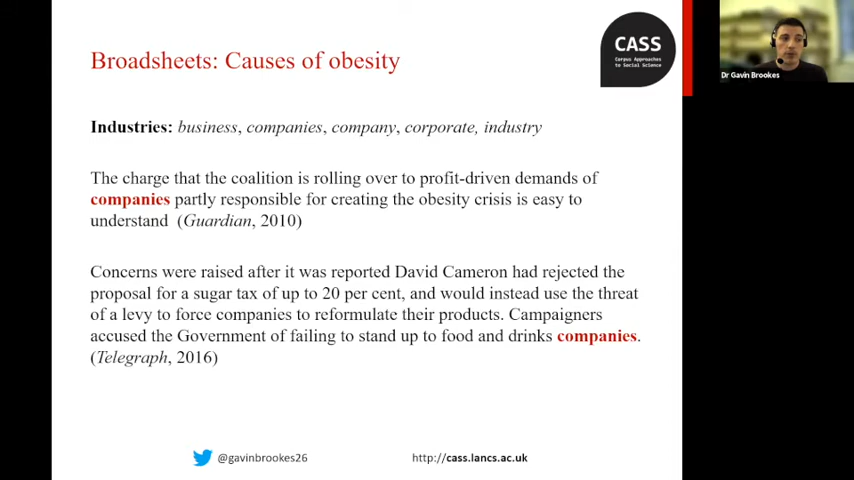 Broadsheets: Causes of obesity
CASS
Corpus Approaches
to Social Science
Dr Gavin Brookes
Industries: business, companies, company, corporate, industry
The charge that the coalition is rolling over to profit-driven demands of
companies partly responsible for creating the obesity crisis is easy to
understand (Guardian, 2010)
Concerns were raised after it was reported David Cameron had rejected the
proposal for a sugar tax of up to 20 per cent, and would instead use the threat
of a levy to force companies to reformulate their products. Campaigners
accused the Government of failing to stand up to food and drinks companies.
(Telegraph, 2016)
@gavinbrookes26
http://cass.lancs.ac.uk